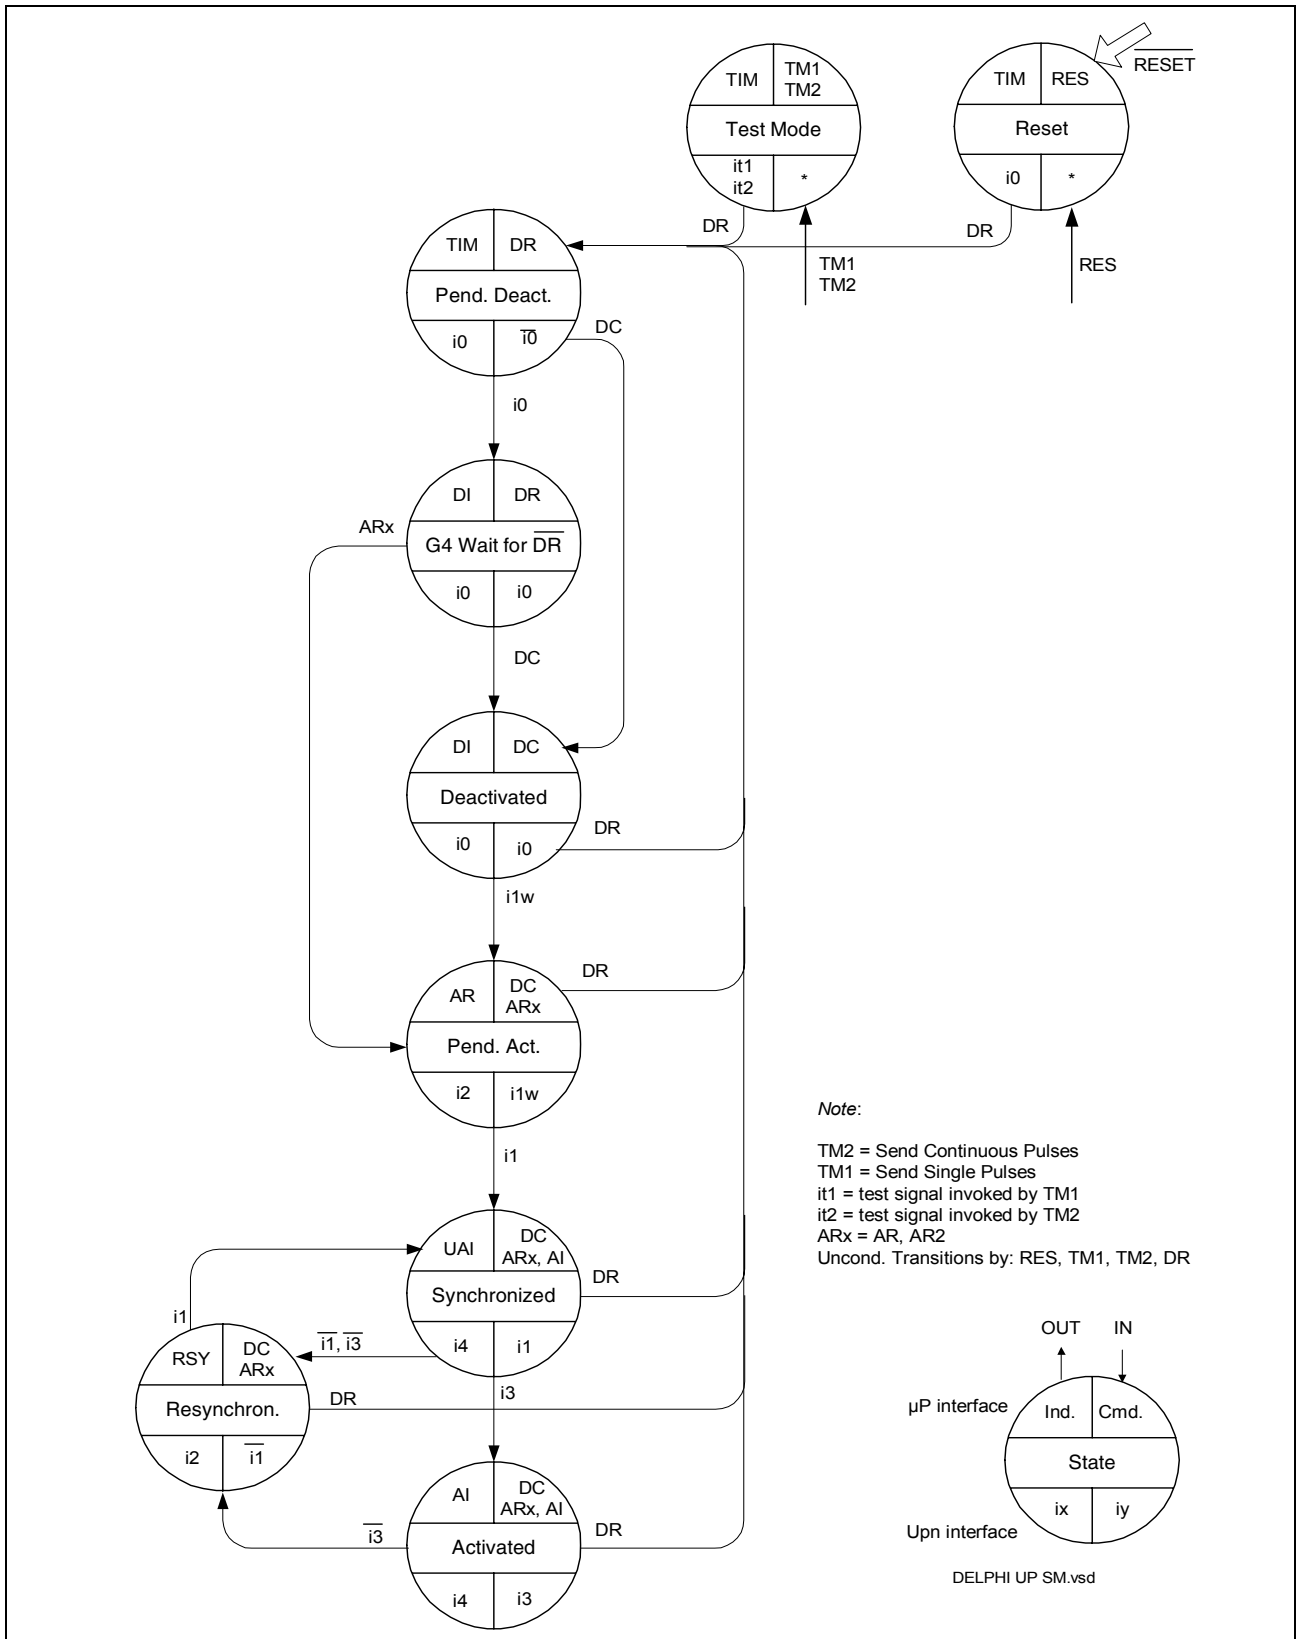 TIM
TM1
TM2
Test Mode
it1
it2
*
TIM
RES
Reset
i0
*
RESET
DR
DR
TM1
TM2
RES
TIM
DR
Pend. Deact.
i0
i0
DC
i0
DI
DR
G4 Wait for DR
i0
i0
ARx
DC
DI
DC
Deactivated
i0
i0
DR
i1w
AR
DC
ARx
Pend. Act.
i2
i1w
DR
i1
UAI
DC
ARx, AI
Synchronized
i4
i1
DR
i1
i1, i3
RSY
DC
ARx
Resynchron.
i2
i1
DR
i3
AI
DC
ARx, AI
Activated
i4
i3
DR
i3
Note:
TM2 = Send Continuous Pulses
TM1 = Send Single Pulses
it1 = test signal invoked by TM1
it2 = test signal invoked by TM2
ARx = AR, AR2
Uncond. Transitions by: RES, TM1, TM2, DR
OUT
IN
µP interface
Ind.
Cmd.
State
ix
iy
Upn interface
DELPHI UP SM.vsd